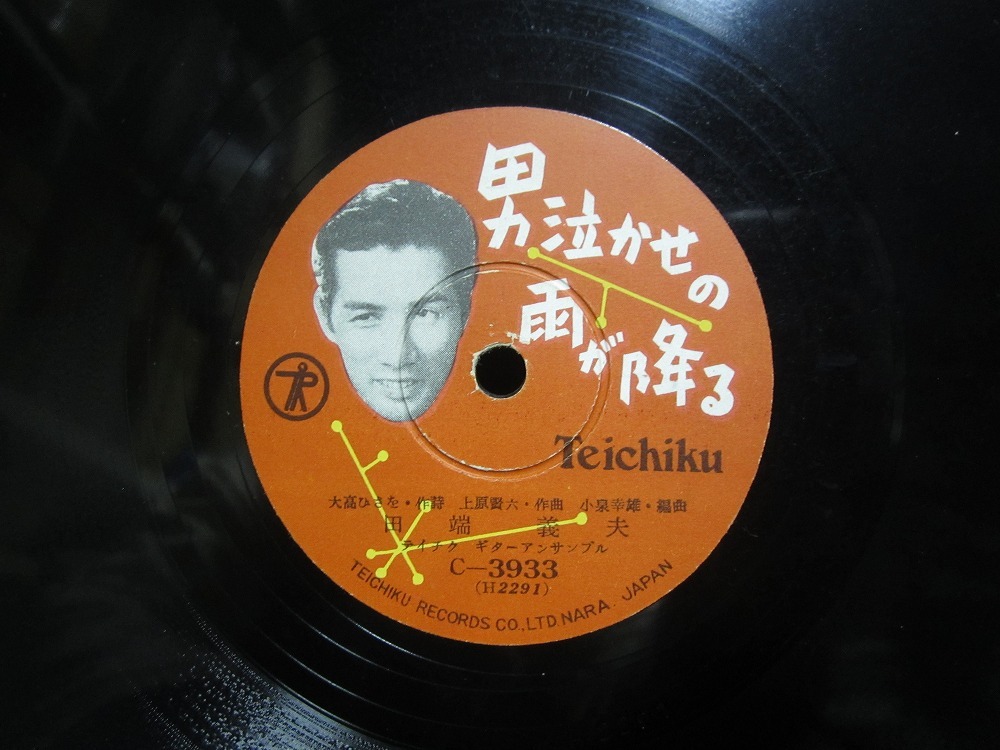 男泣かせの
雨が降る
Teichiku
大高ひさを・作詩 上原賢六・作曲 小泉幸雄・編曲
田端義夫
テイチク ギターアンサンブル
C—3933
(H2291)
TEICHIKU RECORDS CO., LTD. NARA. JAPAN